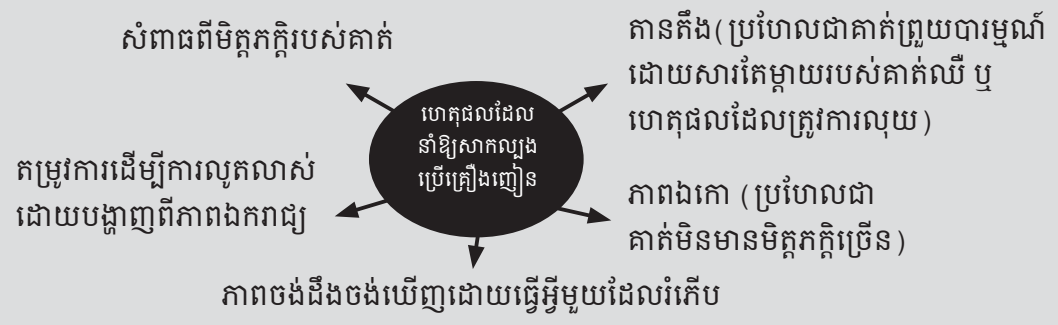 សំពាធពីមិត្តភក្តិរបស់គាត់
តានតឹង(ប្រហែលជាគាត់ព្រួយបារម្មណ៍
ដោយសារតែម្តាយរបស់គាត់ឈឺ ឬ
ហេតុផលដែលត្រូវការលុយ)
ហេតុផលដែល
នាំឱ្យសាកល្បង
ប្រើគ្រឿងញៀន
តម្រូវការដើម្បីការលូតលាស់
ដោយបង្ហាញពីភាពឯករាជ្យ
ភាពឯកោ (ប្រហែលជា
គាត់មិនមានមិត្តភក្តិច្រើន)
ភាពចង់ដឹងចង់ឃើញដោយធ្វើអ្វីមួយដែលរំភើប